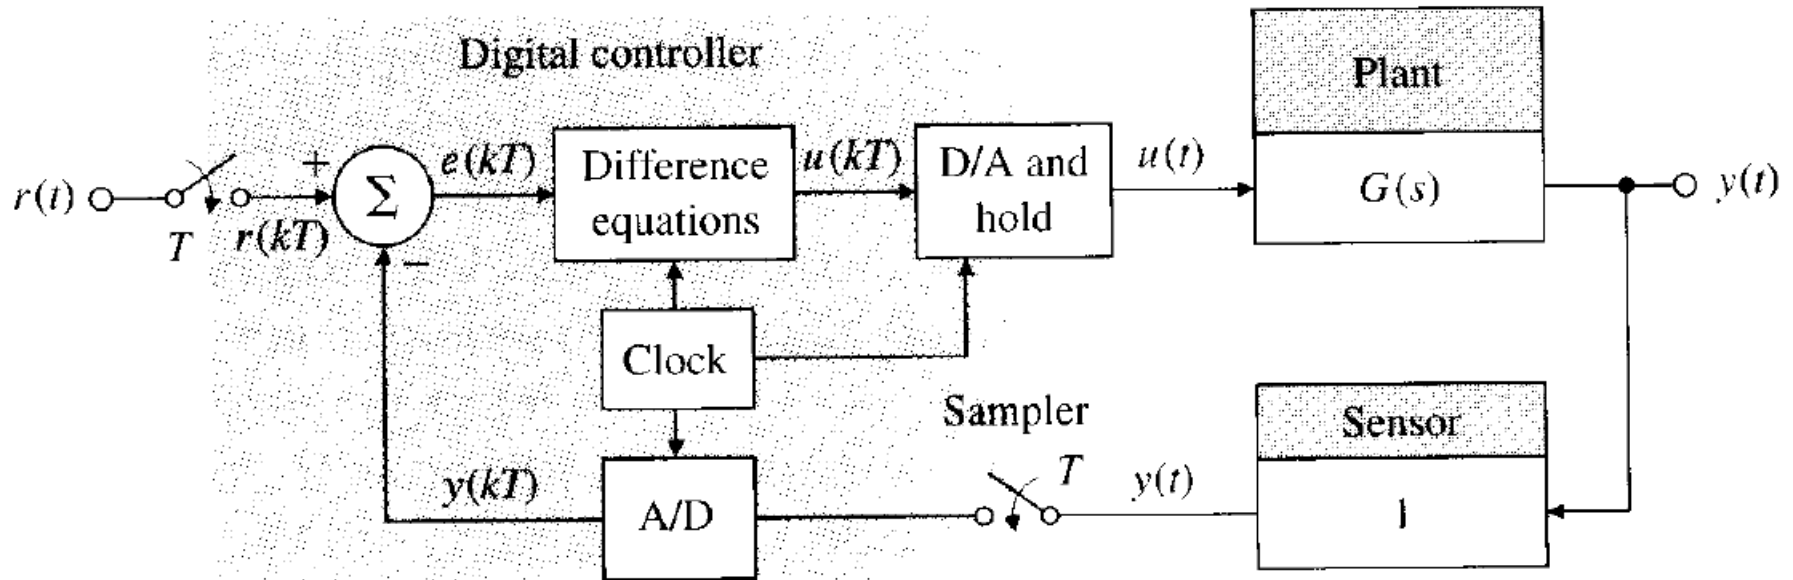 Digital controller
Plant
r(t)
T
r(kT)
+
Σ
−
e(kT)
Difference
equations
u(kT)
D/A and
hold
u(t)
G(s)
y(t)
Clock
Sampler
Sensor
y(kT)
A/D
T
y(t)
1